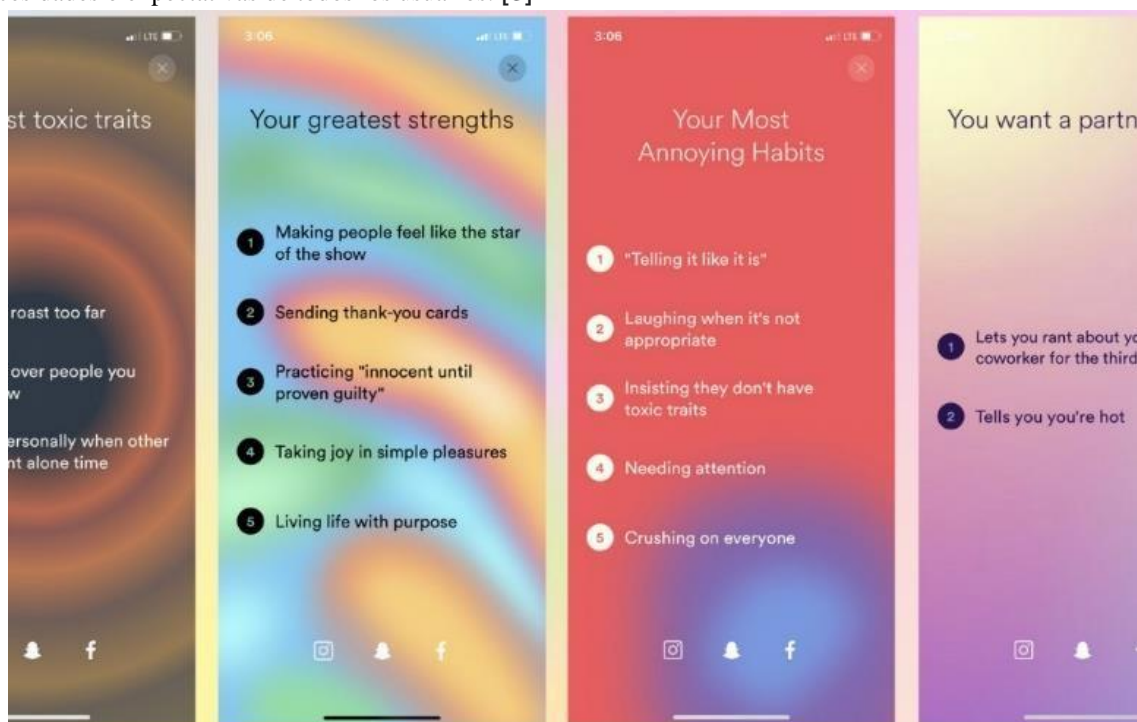 LTE
st toxic traits
roast too far
over people you
w
ersonally when other
nt alone time
3:06 LTE
Your greatest strengths
1 Making people feel like the star
of the show
2 Sending thank-you cards
3 Practicing "innocent until
proven guilty"
4 Taking joy in simple pleasures
5 Living life with purpose
3:06 LTE
Your Most
Annoying Habits
1 "Telling it like it is"
2 Laughing when it's not
appropriate
3 Insisting they don't have
toxic traits
4 Needing attention
5 Crushing on everyone
You want a partn
1 Lets you rant about yo
coworker for the third
2 Tells you you're hot